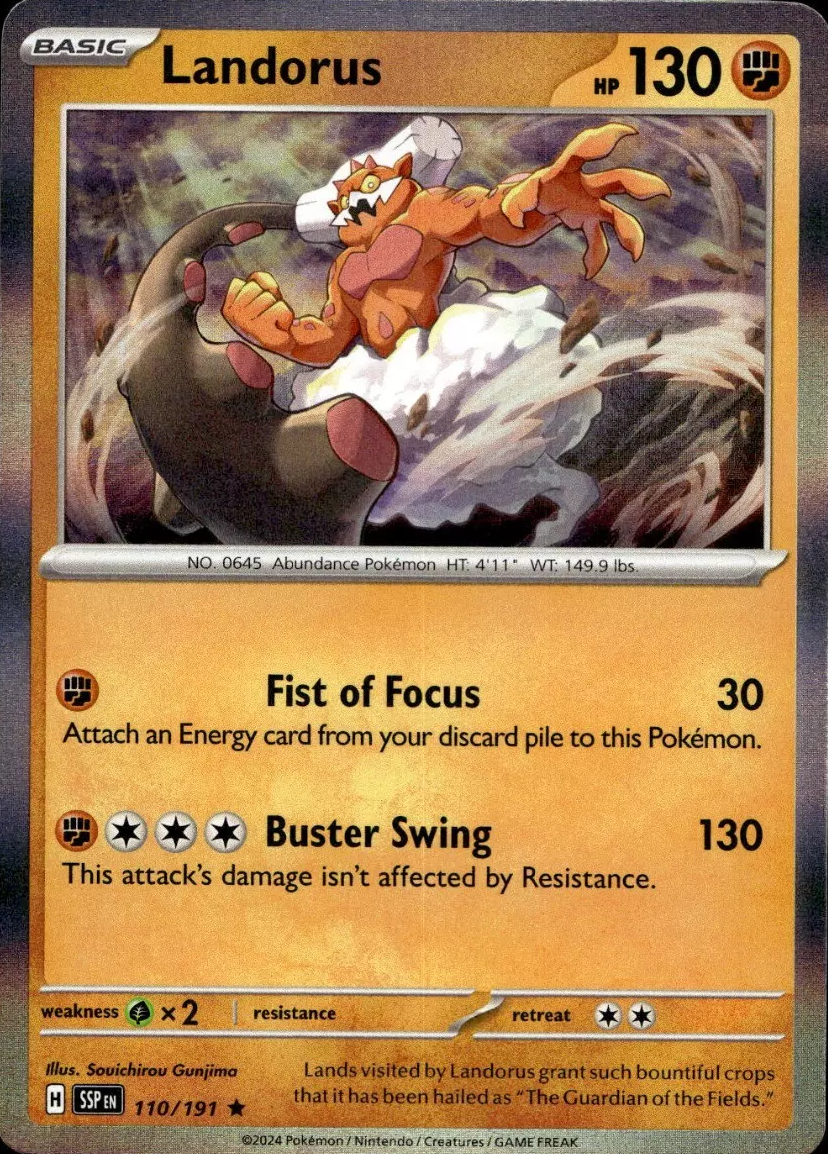 BASIC Landorus HP 130
NO. 0645 Abundance Pokémon HT: 4'11" WT: 149.9 lbs.
Fist of Focus 30
Attach an Energy card from your discard pile to this Pokémon.
Buster Swing 130
This attack's damage isn't affected by Resistance.
weakness ×2 resistance retreat
Illus. Souichirou Gunjima
Lands visited by Landorus grant such bountiful crops
that it has been hailed as "The Guardian of the Fields."
H SSP EN 110/191 ★
©2024 Pokémon / Nintendo / Creatures / GAME FREAK